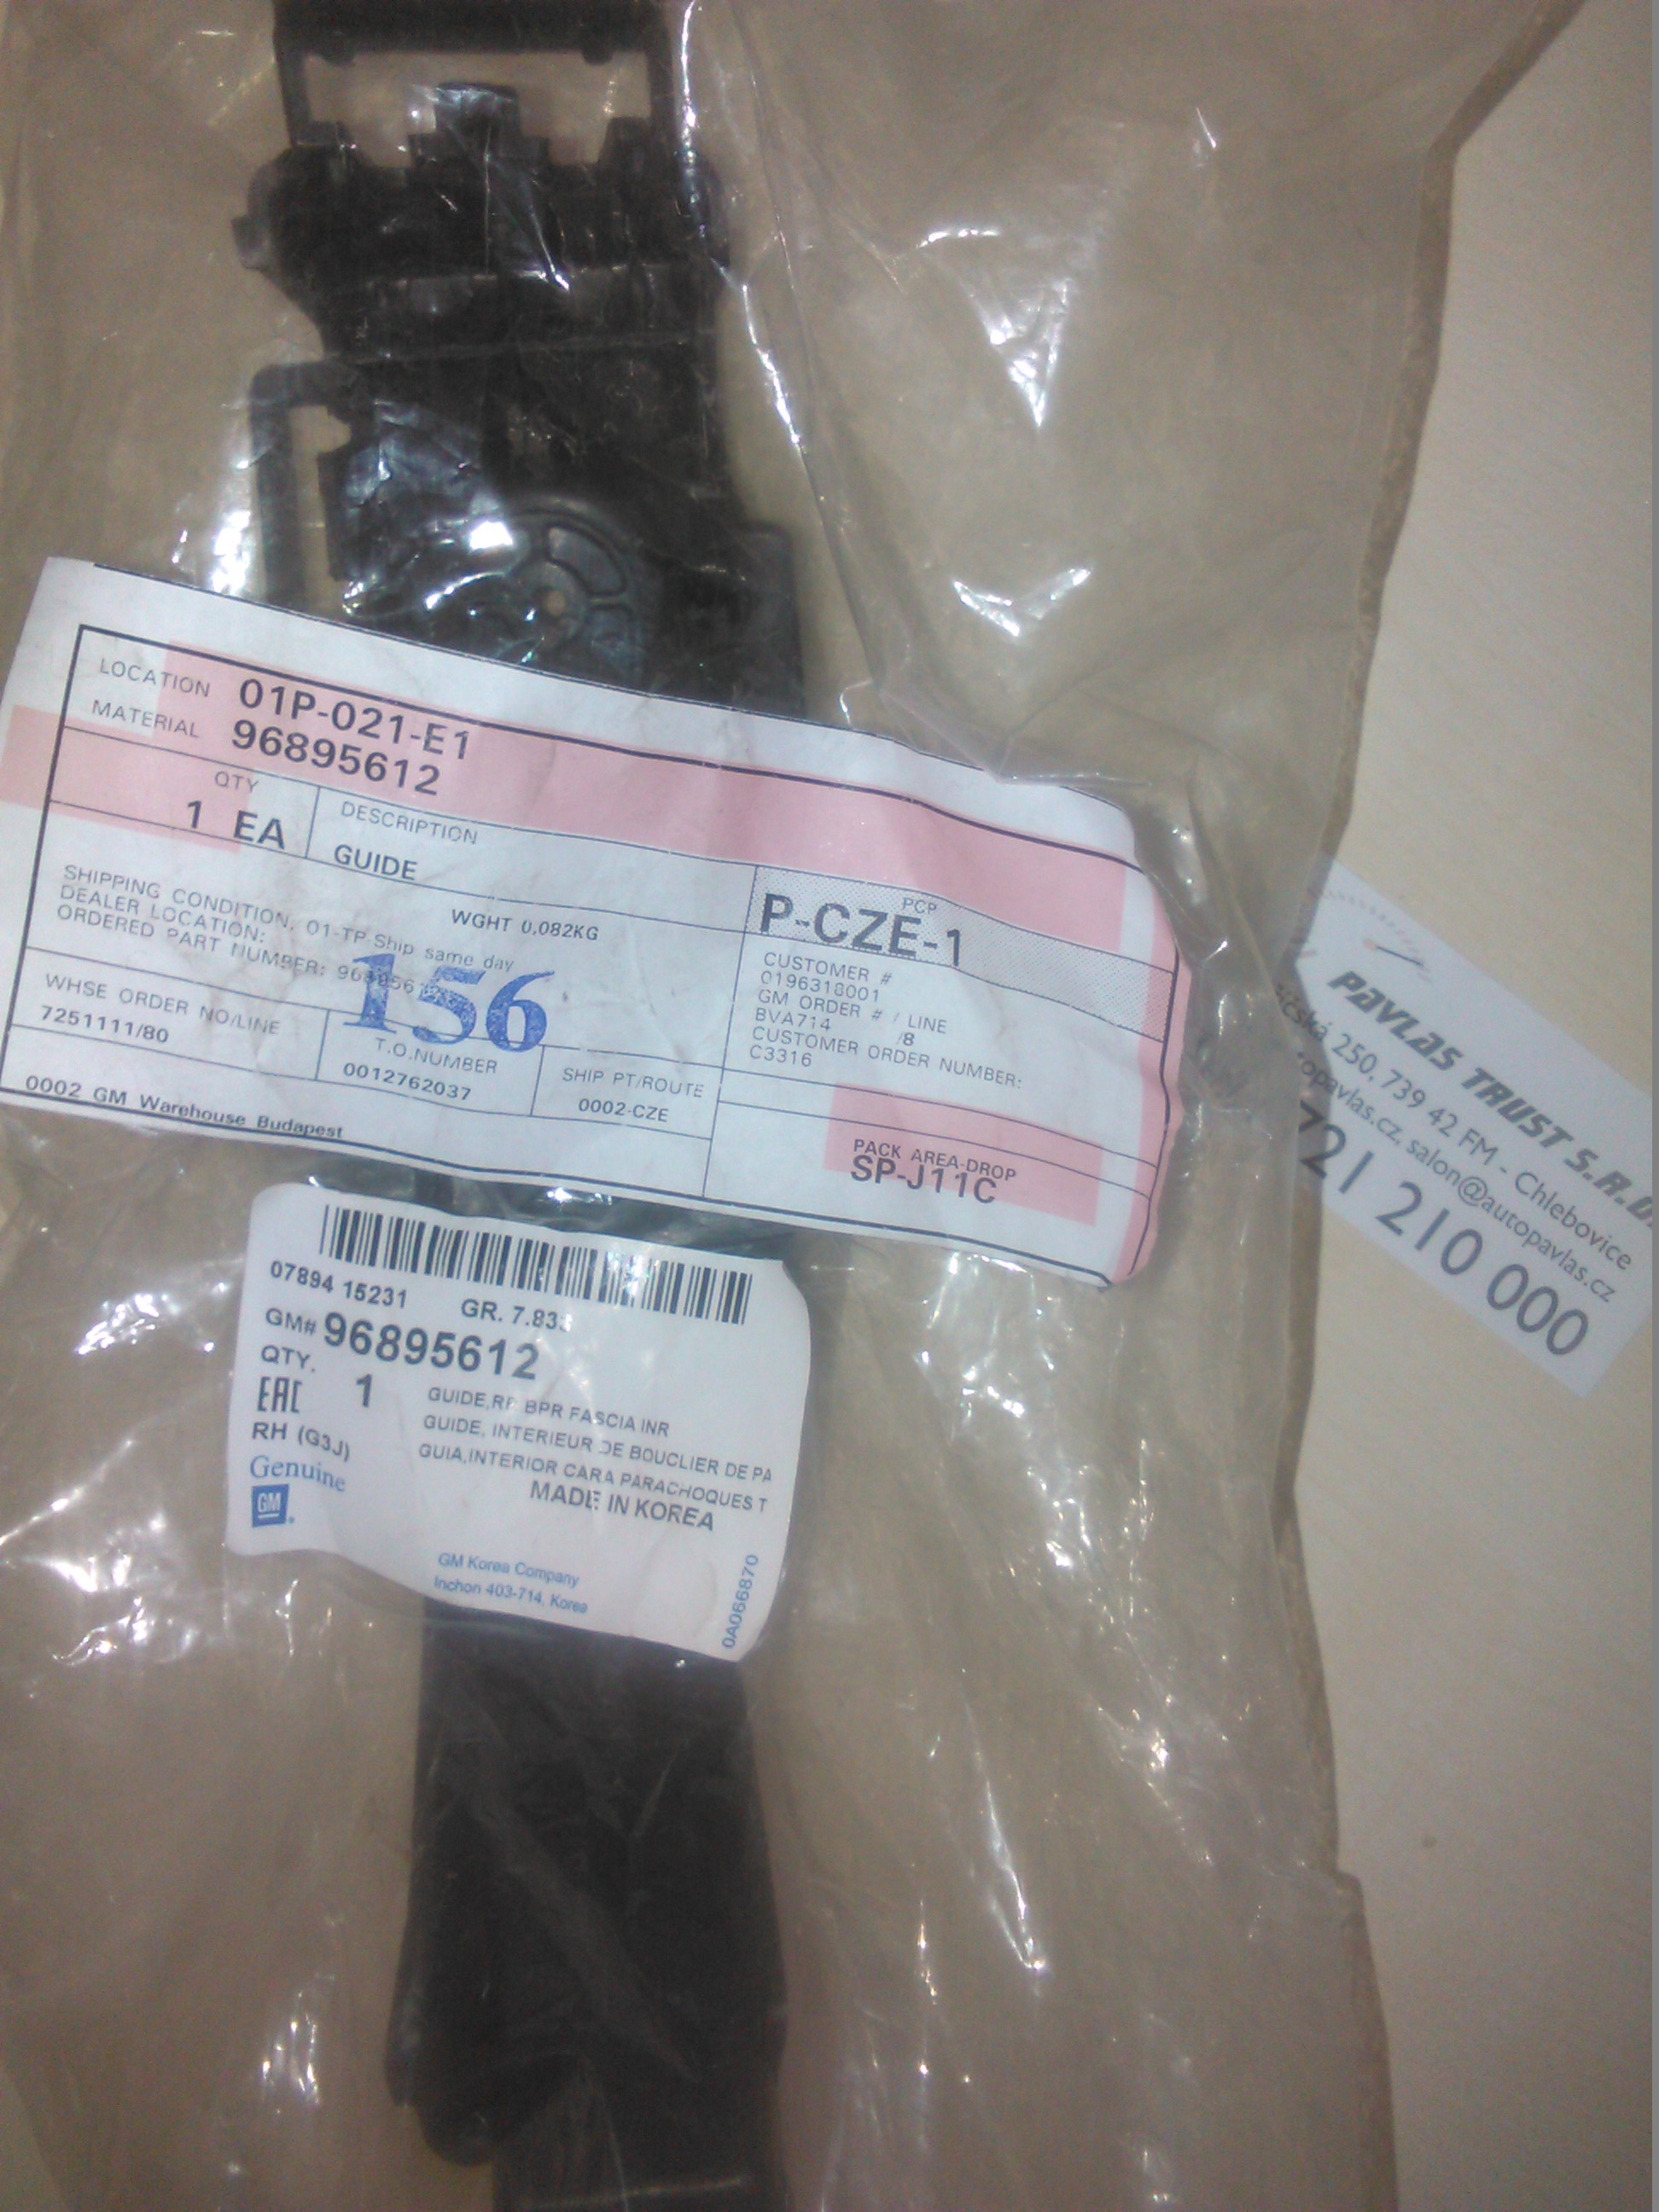 LOCATION 01P-021-E1
MATERIAL 96895612
QTY
1 EA
DESCRIPTION
GUIDE
WGHT 0,082KG
SHIPPING CONDITION. 01-TP-Ship same day
DEALER LOCATION:
ORDERED PART NUMBER:
156
PCP
P-CZE-1
CUSTOMER #
0196318001
GM ORDER # / LINE
BVA714 /8
CUSTOMER ORDER NUMBER:
C3316
WHSE ORDER NO/LINE
7251111/80
T.O.NUMBER
0012762037
SHIP PT/ROUTE
0002-CZE
PACK AREA-DROP
SP-J11C
0002 GM Warehouse Budapest
07894 15231 GR. 7.83
GM# 96895612
QTY. 1
EAC
GUIDE,RR BPR FASCIA INR
GUIDE, INTERIEUR DE BOUCLIER DE PA
GUIA,INTERIOR CARA PARACHOQUES T
RH (G3J)
MADE IN KOREA
Genuine
GM
GM Korea Company
Inchon 403-714, Korea
0A066870
PAVLAS TRUST S.R.O.
250, 739 42 FM - Chlebovice
salon@autopavlas.cz
721 210 000